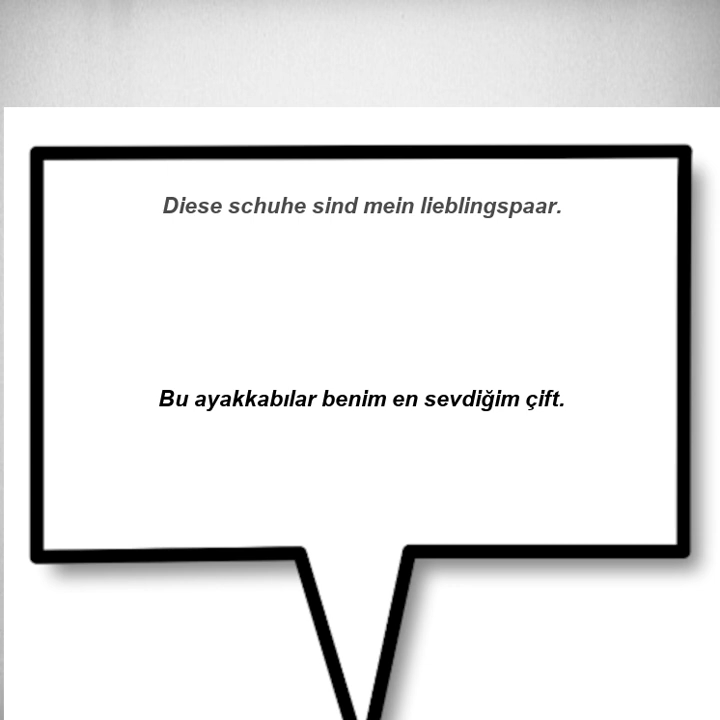 Diese schuhe sind mein lieblingspaar.
Bu ayakkabılar benim en sevdiğim çift.